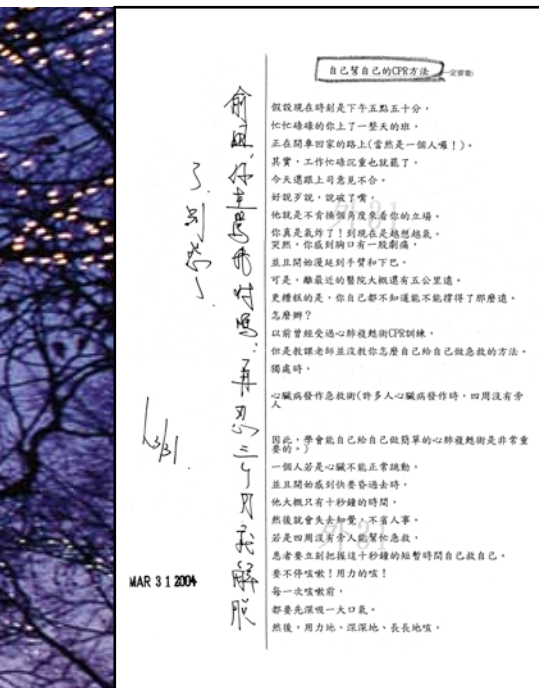 自己幫自己的CPR方法 一定要看
假設現在時刻是下午五點五十分，
忙忙碌碌的你上了一整天的班，
正在開車回家的路上(當然是一個人囉！)。
其實，工作忙碌沉重也就罷了，
今天還跟上司意見不合。
好說歹說，說破了嘴，
他就是不肯換個角度來看你的立場。
你真是氣炸了！到現在是越想越氣。
突然，你感到胸口有一股劇痛，
並且開始漫延到手臂和下巴。
可是，離最近的醫院大概還有五公里遠。
更糟糕的是，你自己都不知道能不能撐得了那麼遠。
怎麼辦？
以前曾經受過心肺復甦術CPR訓練，
但是教課老師並沒教你怎麼自己給自己做急救的方法。
獨處時，
心臟病發作急救術(許多人心臟病發作時，四周沒有旁
人
因此，學會能自己給自己做簡單的心肺復甦術是非常重
要的。)
一個人若是心臟不能正常跳動，
並且開始感到快要昏過去時，
他大概只有十秒鐘的時間，
然後就會失去知覺，不省人事。
若是四周沒有旁人能幫忙急救，
患者要立刻把握這十秒鐘的短暫時間自己救自己。
要不停咳嗽！用力的咳！
每一次咳嗽前，
都要先深吸一大口氣。
然後，用力地、深深地、長長地咳，
再忍三個月就解脫
了
3/31
MAR 31 2004